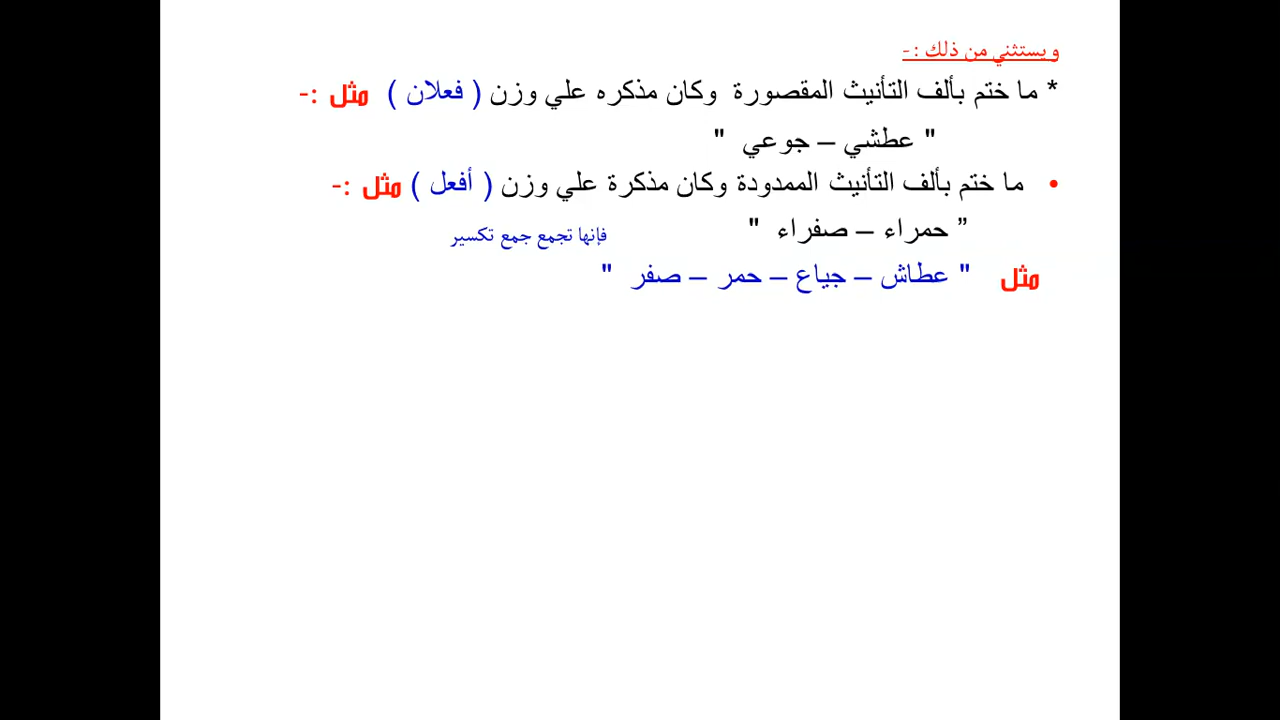 ويستثني من ذلك :-
* ما ختم بألف التأنيث المقصورة وكان مذكره علي وزن ( فعلان ) مثل :-
" عطشي – جوعي "
• ما ختم بألف التأنيث الممدودة وكان مذكرة علي وزن ( أفعل ) مثل :-
” حمراء – صفراء " فإنها تجمع جمع تكسير
مثل " عطاش – جياع – حمر – صفر "